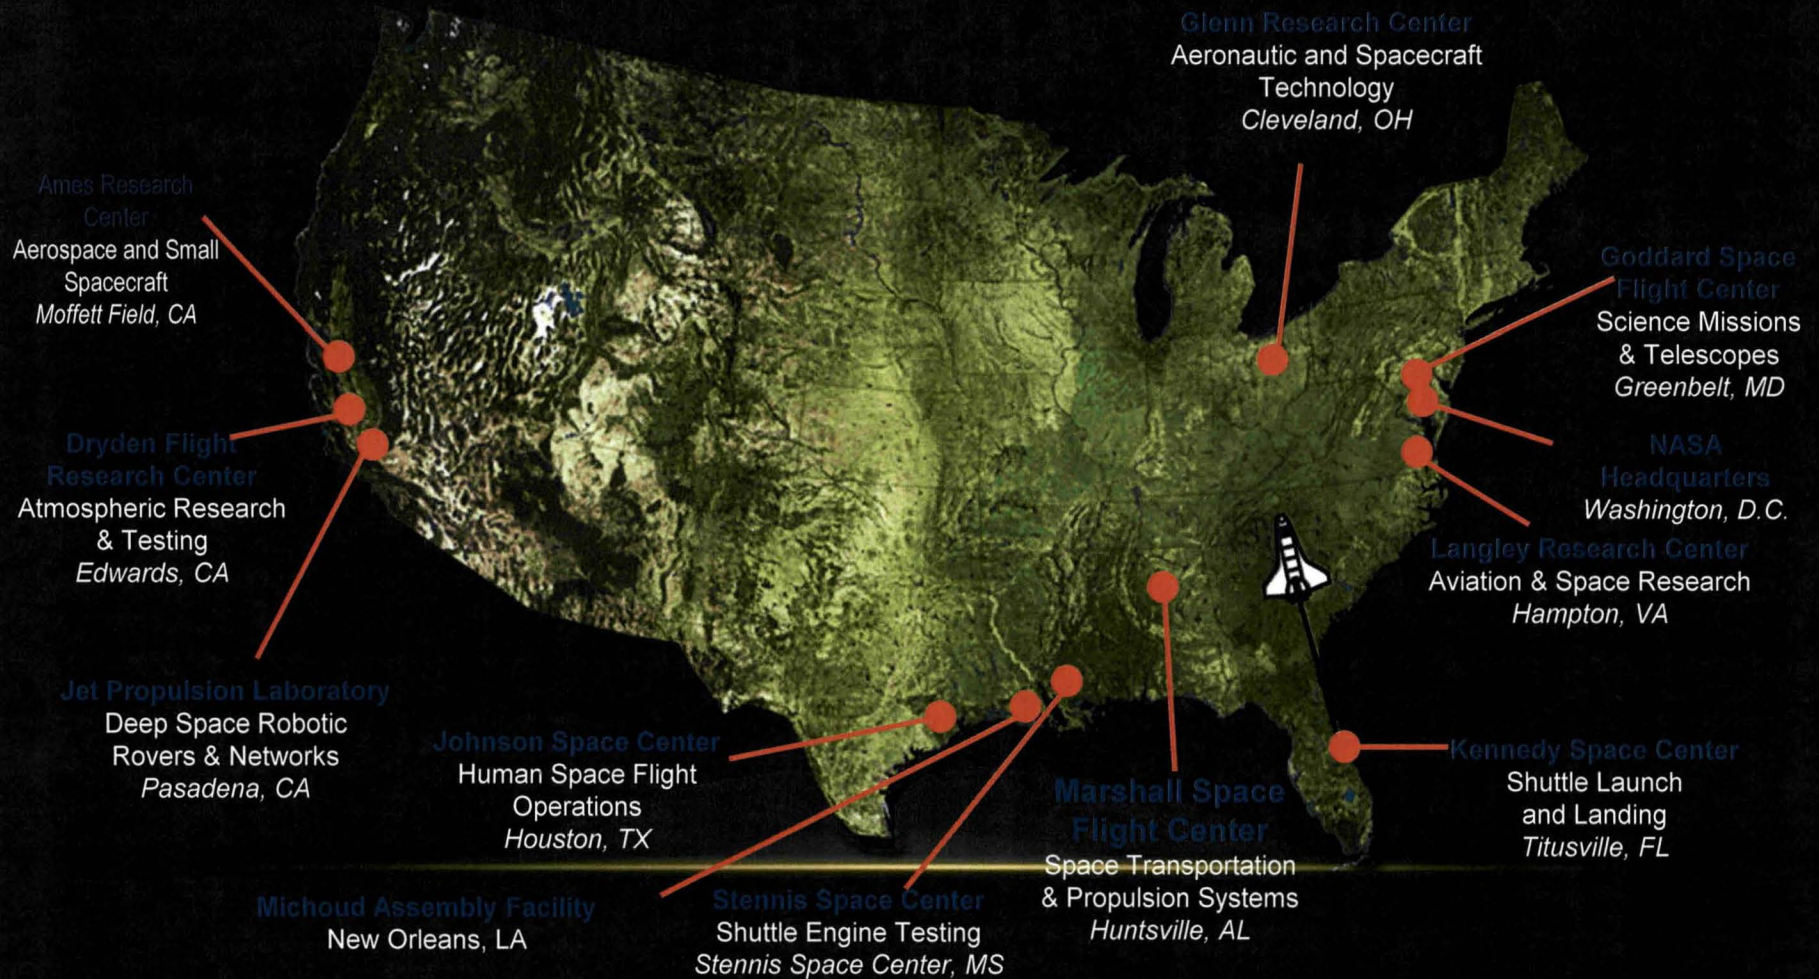 Glenn Research Center
Aeronautic and Spacecraft
Technology
Cleveland, OH
Ames Research
Center
Aerospace and Small
Spacecraft
Moffett Field, CA
Goddard Space
Flight Center
Science Missions
& Telescopes
Greenbelt, MD
Dryden Flight
Research Center
Atmospheric Research
& Testing
Edwards, CA
NASA
Headquarters
Washington, D.C.
Langley Research Center
Aviation & Space Research
Hampton, VA
Jet Propulsion Laboratory
Deep Space Robotic
Rovers & Networks
Pasadena, CA
Johnson Space Center
Human Space Flight
Operations
Houston, TX
Marshall Space
Flight Center
Space Transportation
& Propulsion Systems
Huntsville, AL
Kennedy Space Center
Shuttle Launch
and Landing
Titusville, FL
Michoud Assembly Facility
New Orleans, LA
Stennis Space Center
Shuttle Engine Testing
Stennis Space Center, MS